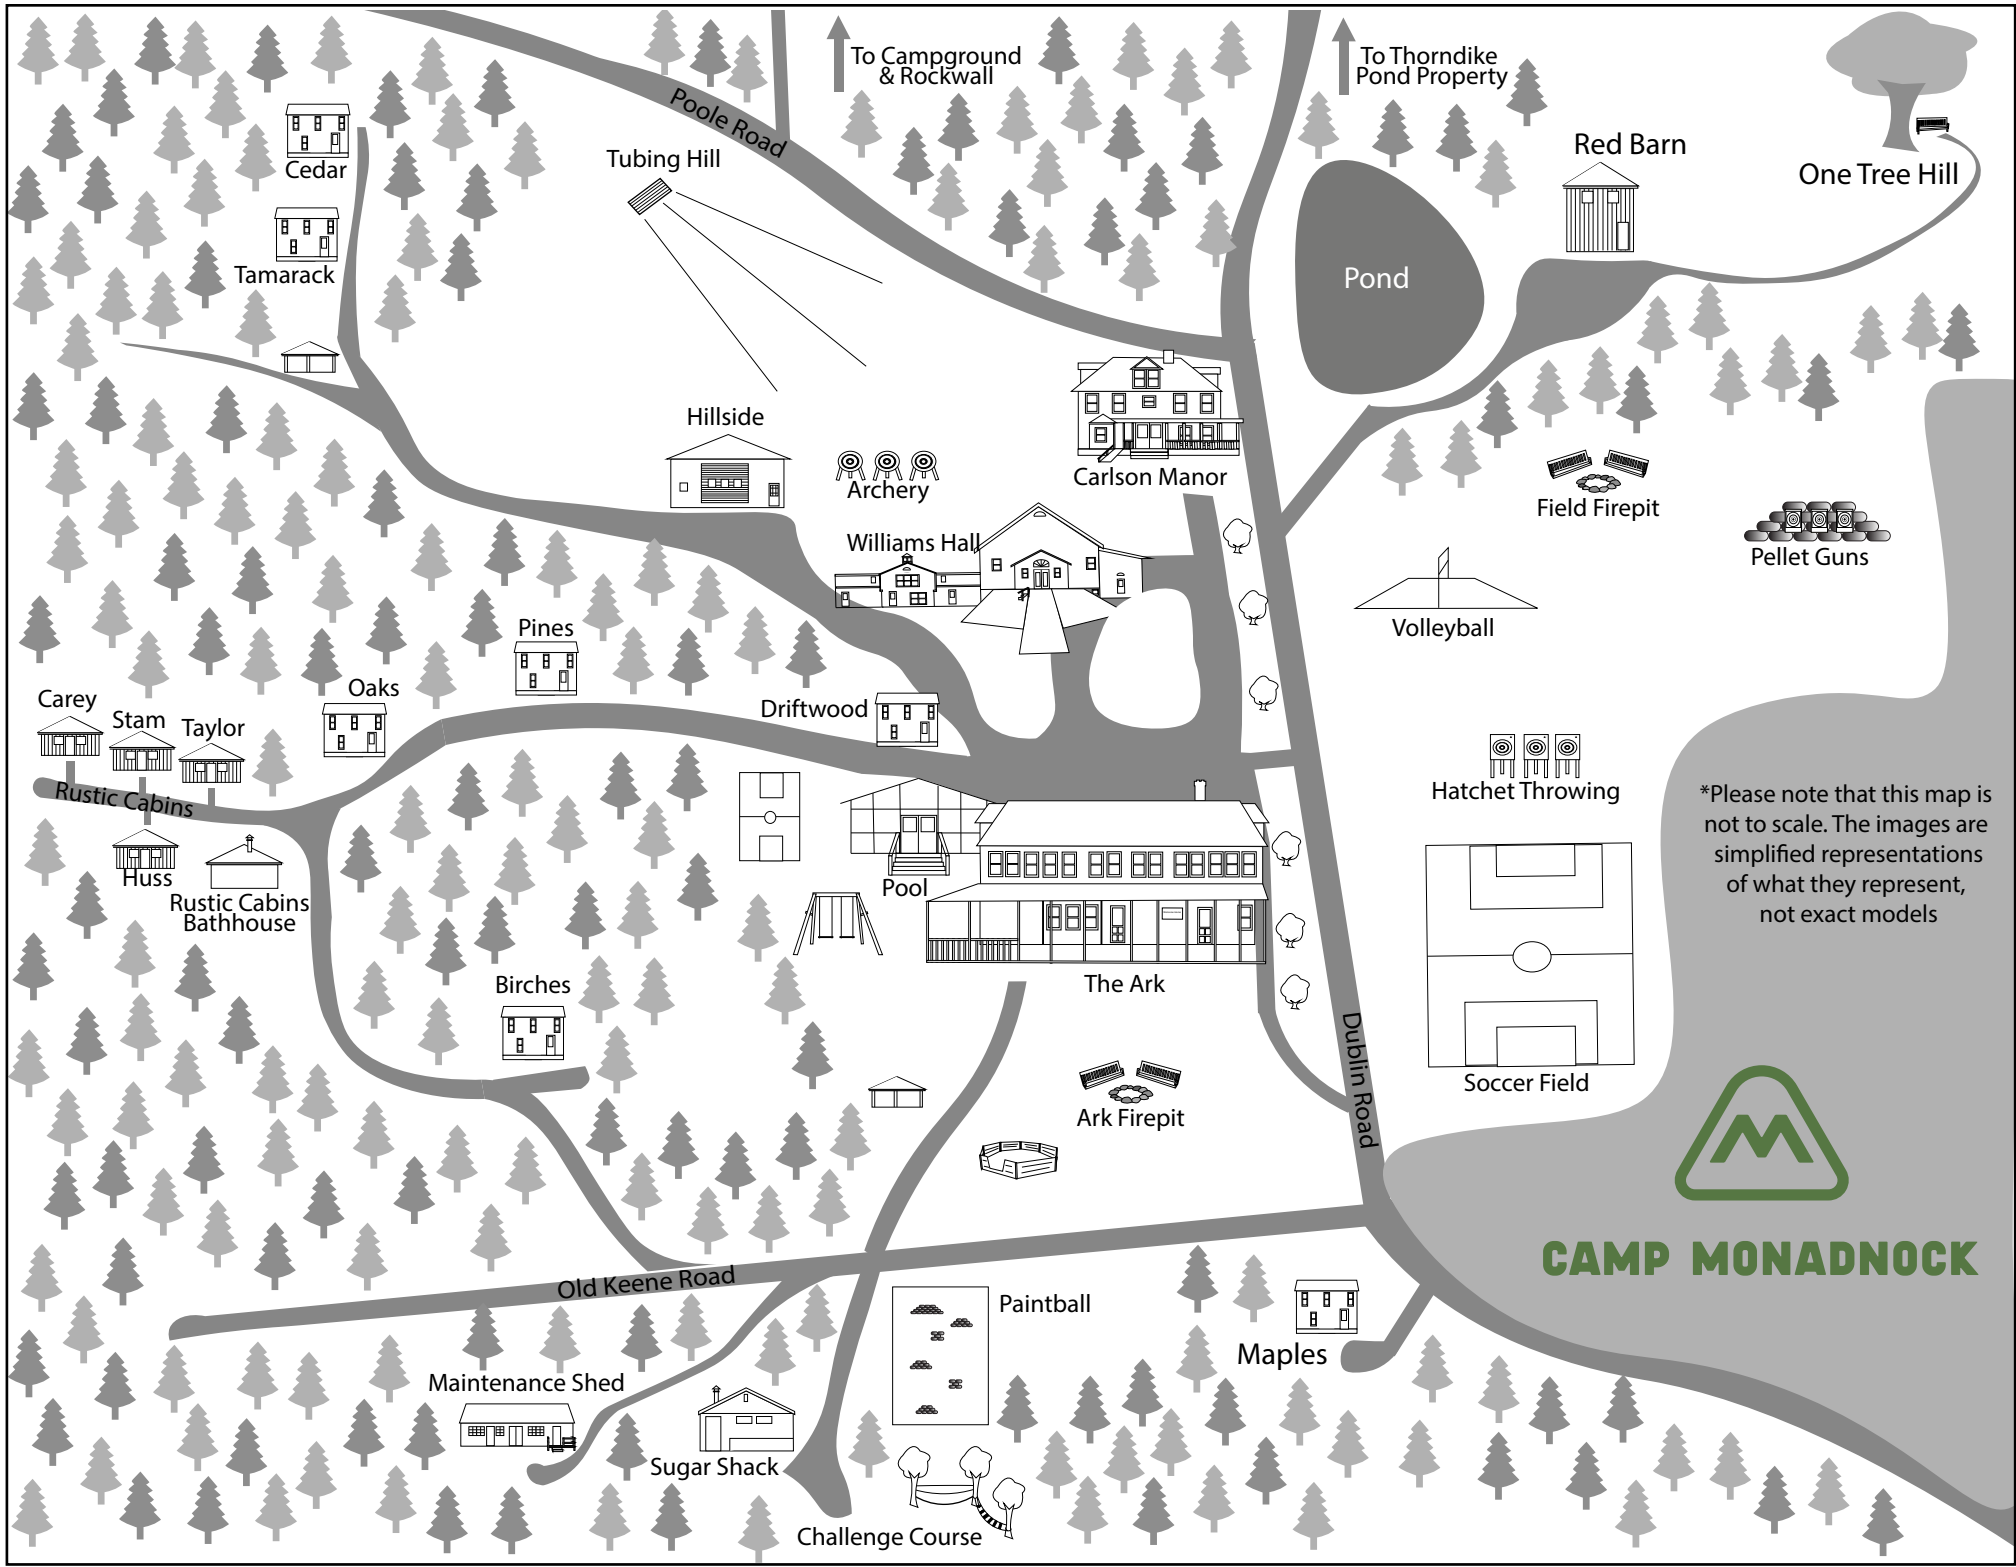 To Campground
& Rockwall
To Thorndike
Pond Property
Poole Road
Tubing Hill
Red Barn
One Tree Hill
Cedar
Tamarack
Pond
Hillside
Archery
Carlson Manor
Field Firepit
Pellet Guns
Williams Hall
Volleyball
Pines
Oaks
Driftwood
Carey
Stam
Taylor
Rustic Cabins
Huss
Rustic Cabins
Bathhouse
Hatchet Throwing
*Please note that this map is
not to scale. The images are
simplified representations
of what they represent,
not exact models
Pool
The Ark
Birches
Dublin Road
Soccer Field
Ark Firepit
CAMP MONADNOCK
Old Keene Road
Paintball
Maples
Maintenance Shed
Sugar Shack
Challenge Course